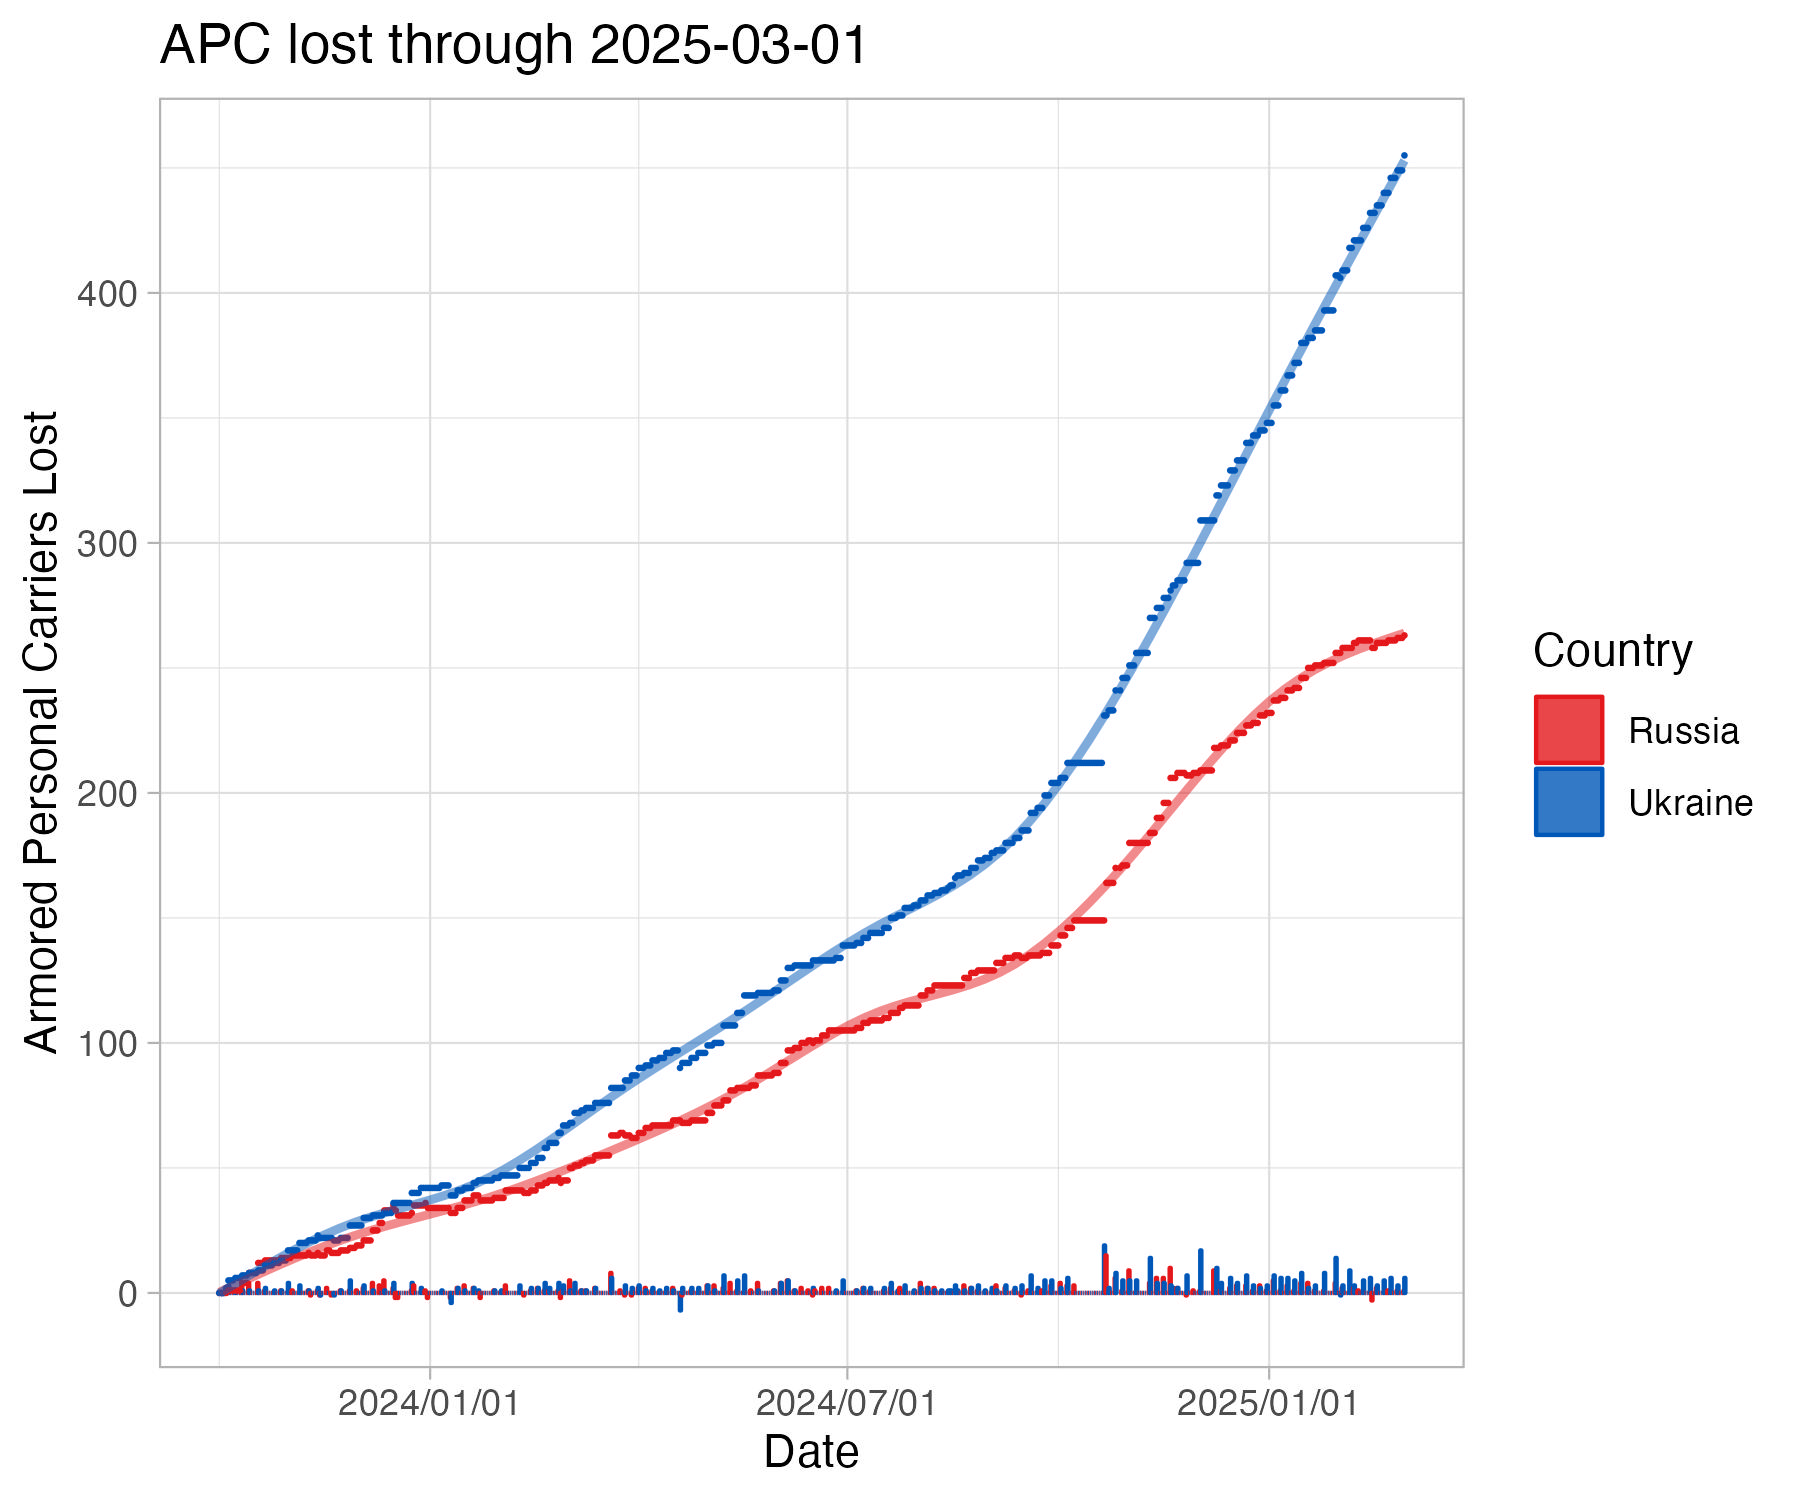 APC lost through 2025-03-01
Armored Personal Carriers Lost
400
300
200
100
0
2024/01/01
2024/07/01
2025/01/01
Date
Country
Russia
Ukraine